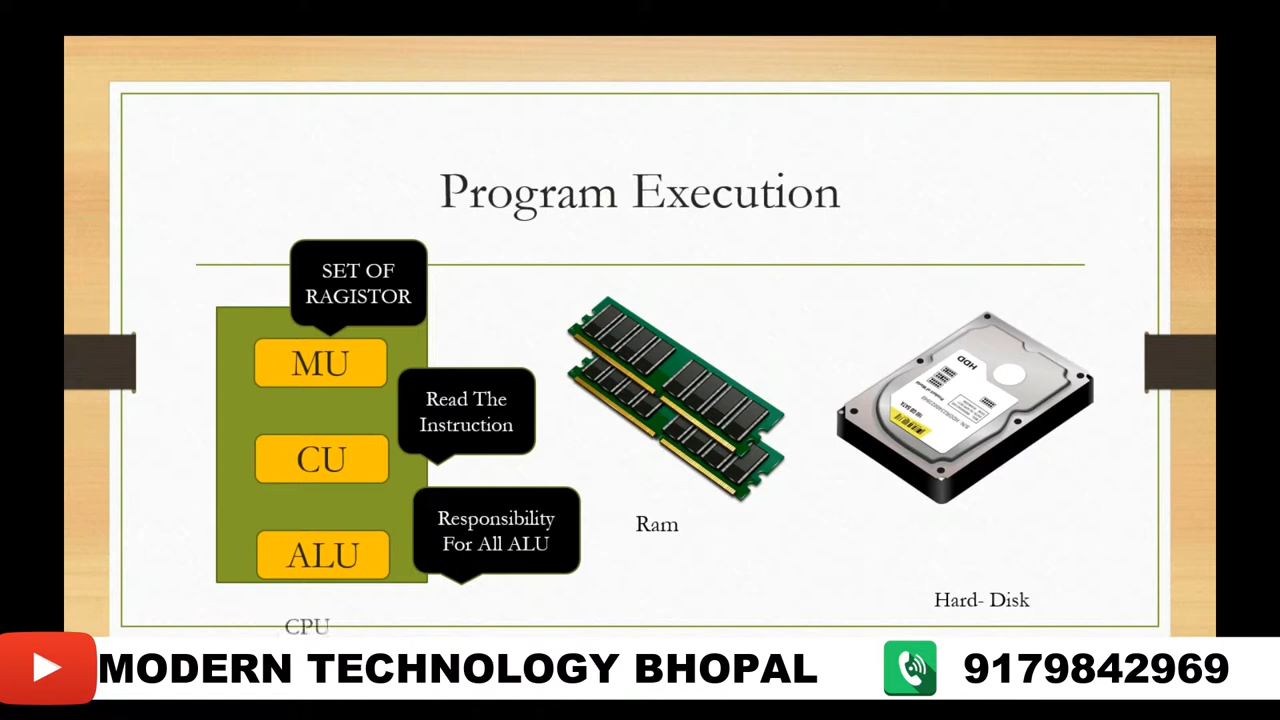 Program Execution
SET OF
RAGISTOR
MU
Read The
Instruction
CU
Responsibility
For All ALU
ALU
CPU
Ram
HDD
Hard- Disk
MODERN TECHNOLOGY BHOPAL
9179842969